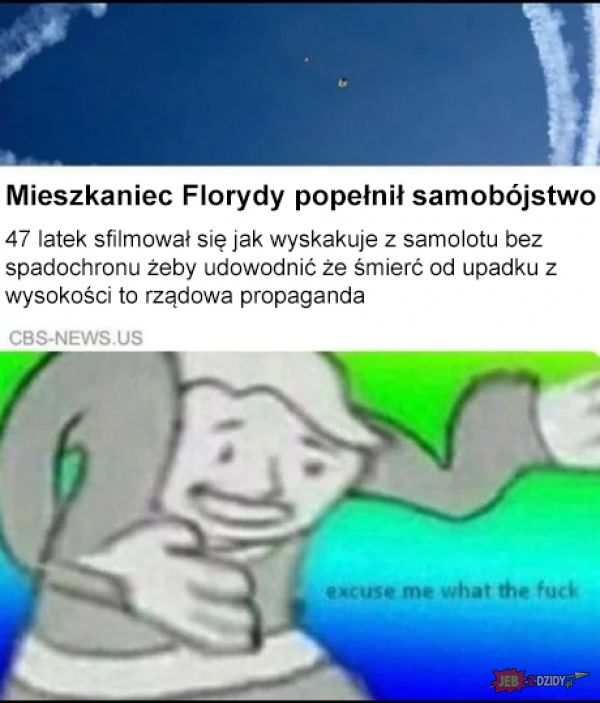 Mieszkaniec Florydy popełnił samobójstwo
47 latek sfilmował się jak wyskakuje z samolotu bez
spadochronu żeby udowodnić że śmierć od upadku z
wysokości to rządowa propaganda
CBS-NEWS.US
excuse me what the fuck
JEB-Z-DZIDY.pl